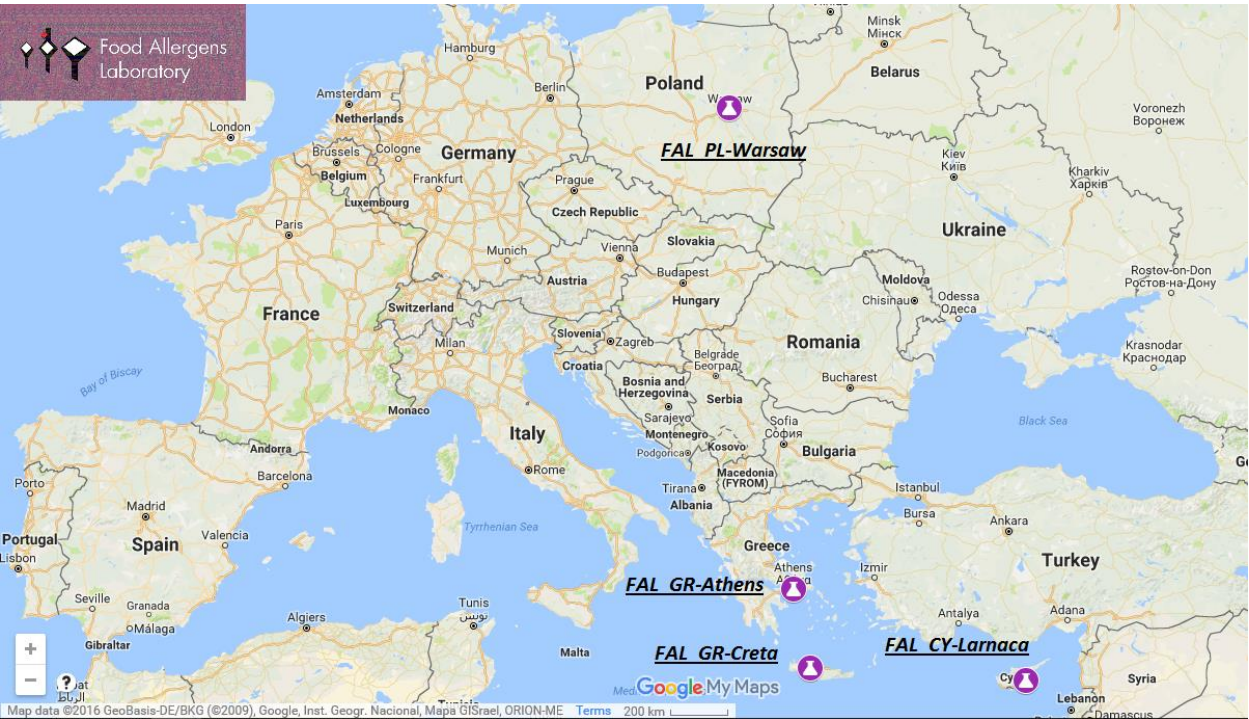 Food Allergens
Laboratory
Vilnius
Minsk
Мінск
Hamburg
Belarus
Poland
Berlin
Amsterdam
Netherlands
Voronezh
Воронеж
London
FAL PL-Warsaw
Brussels
Cologne
Germany
Belgium
Kiev
Київ
Kharkiv
Харків
Frankfurt
Prague
Luxembourg
Czech Republic
Paris
Ukraine
Munich
Vienna
Slovakia
Budapest
Rostov-on-Don
Ростов-на-Дону
Austria
Moldova
Hungary
Chisinau
Odessa
Одеса
Switzerland
France
Slovenia
Zagreb
Milan
Romania
Krasnodar
Краснодар
Croatia
Belgrade
Београд
Bay of Biscay
Bosnia and
Herzegovina
Bucharest
Serbia
Monaco
Sarajevo
Sofia
София
Black Sea
Italy
Montenegro
Kosovo
Andorra
Podgorica
Bulgaria
Rome
Macedonia
(FYROM)
Barcelona
Porto
Tirana
Istanbul
Madrid
Albania
Bursa
Ankara
Tyrrhenian Sea
Portugal
Spain
Valencia
Greece
Lisbon
Turkey
Athens
Izmir
FAL GR-Athens
Seville
Granada
Tunis
تونس
Antalya
Adana
Algiers
Málaga
Gibraltar
FAL GR-Creta
FAL CY-Larnaca
Malta
Syria
+
−
?
Google My Maps
Lebanon
Damascus
Map data ©2016 GeoBasis-DE/BKG (©2009), Google, Inst. Geogr. Nacional, Mapa GISrael, ORION-ME Terms 200 km